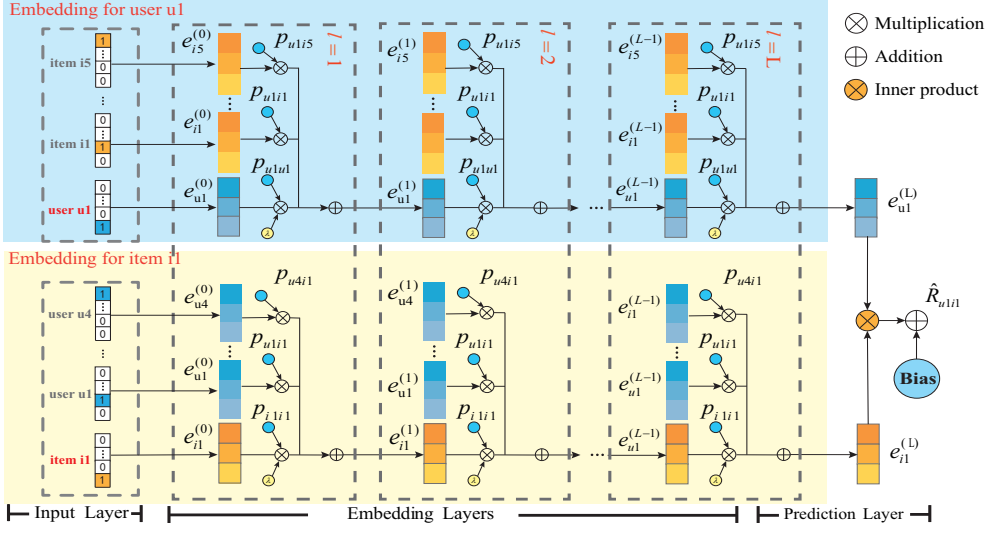 Embedding for user u1
item i5
1
⋮
0
0
...
item i1
0
⋮
1
0
user u1
0
0
⋮
1
e_{i5}^{(0)}
p_{u1i5}
⋮
e_{i1}^{(0)}
p_{u1i1}
e_{u1}^{(0)}
p_{u1u1}
λ
l=1
e_{i5}^{(1)}
p_{u1i5}
⋮
e_{i1}^{(1)}
p_{u1i1}
e_{u1}^{(1)}
p_{u1u1}
λ
l=2
...
e_{i5}^{(L-1)}
p_{u1i5}
⋮
e_{i1}^{(L-1)}
p_{u1i1}
e_{u1}^{(L-1)}
p_{u1u1}
λ
l=L
Multiplication
Addition
Inner product
e_{u1}^{(L)}
R̂_{u1i1}
Bias
e_{i1}^{(L)}
Embedding for item i1
user u4
1
⋮
0
0
...
user u1
0
⋮
1
0
item i1
0
0
⋮
1
e_{u4}^{(0)}
p_{u4i1}
⋮
e_{u1}^{(0)}
p_{u1i1}
e_{i1}^{(0)}
p_{i1i1}
λ
e_{u4}^{(1)}
p_{u4i1}
⋮
e_{u1}^{(1)}
p_{u1i1}
e_{i1}^{(1)}
p_{i1i1}
λ
...
e_{i1}^{(L-1)}
p_{u4i1}
⋮
e_{u1}^{(L-1)}
p_{u1i1}
e_{u1}^{(L-1)}
p_{i1i1}
λ
Input Layer
Embedding Layers
Prediction Layer